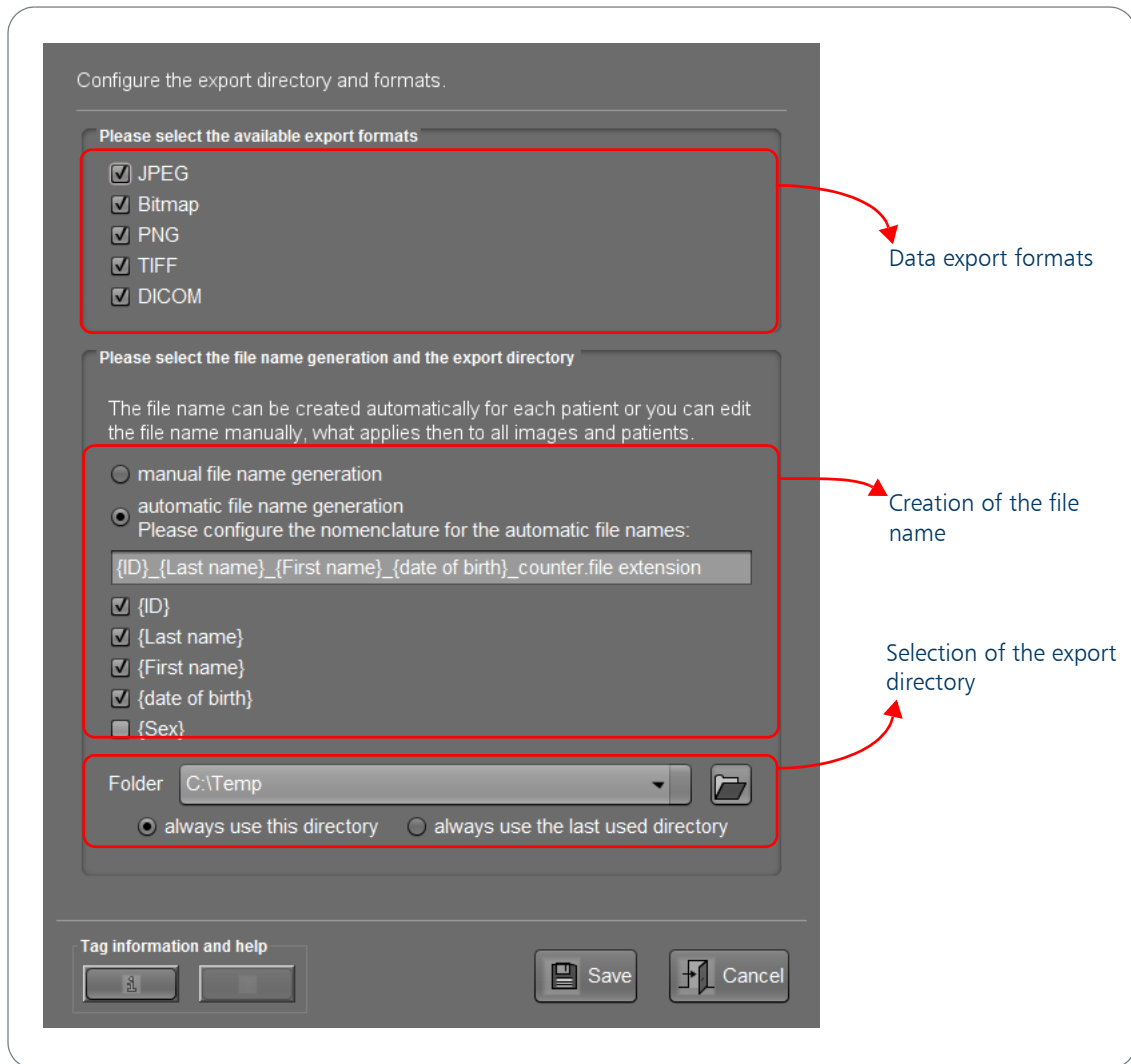 Configure the export directory and formats.
Please select the available export formats
JPEG
Bitmap
PNG
TIFF
DICOM
Data export formats
Please select the file name generation and the export directory
The file name can be created automatically for each patient or you can edit
the file name manually, what applies then to all images and patients.
manual file name generation
automatic file name generation
Please configure the nomenclature for the automatic file names:
{ID}_{Last name}_{First name}_{date of birth}_counter.file extension
{ID}
{Last name}
{First name}
{date of birth}
{Sex}
Creation of the file
name
Selection of the export
directory
Folder C:\Temp
always use this directory always use the last used directory
Tag information and help
i
Save Cancel